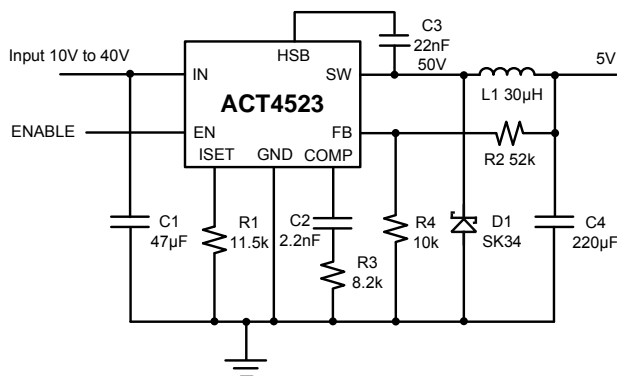 C3
22nF
50V
Input 10V to 40V
HSB
IN
SW
5V
L1 30µH
ACT4523
ENABLE
EN
FB
ISET
GND
COMP
R2 52k
C1
47µF
R1
11.5k
C2
2.2nF
R3
8.2k
R4
10k
D1
SK34
C4
220µF